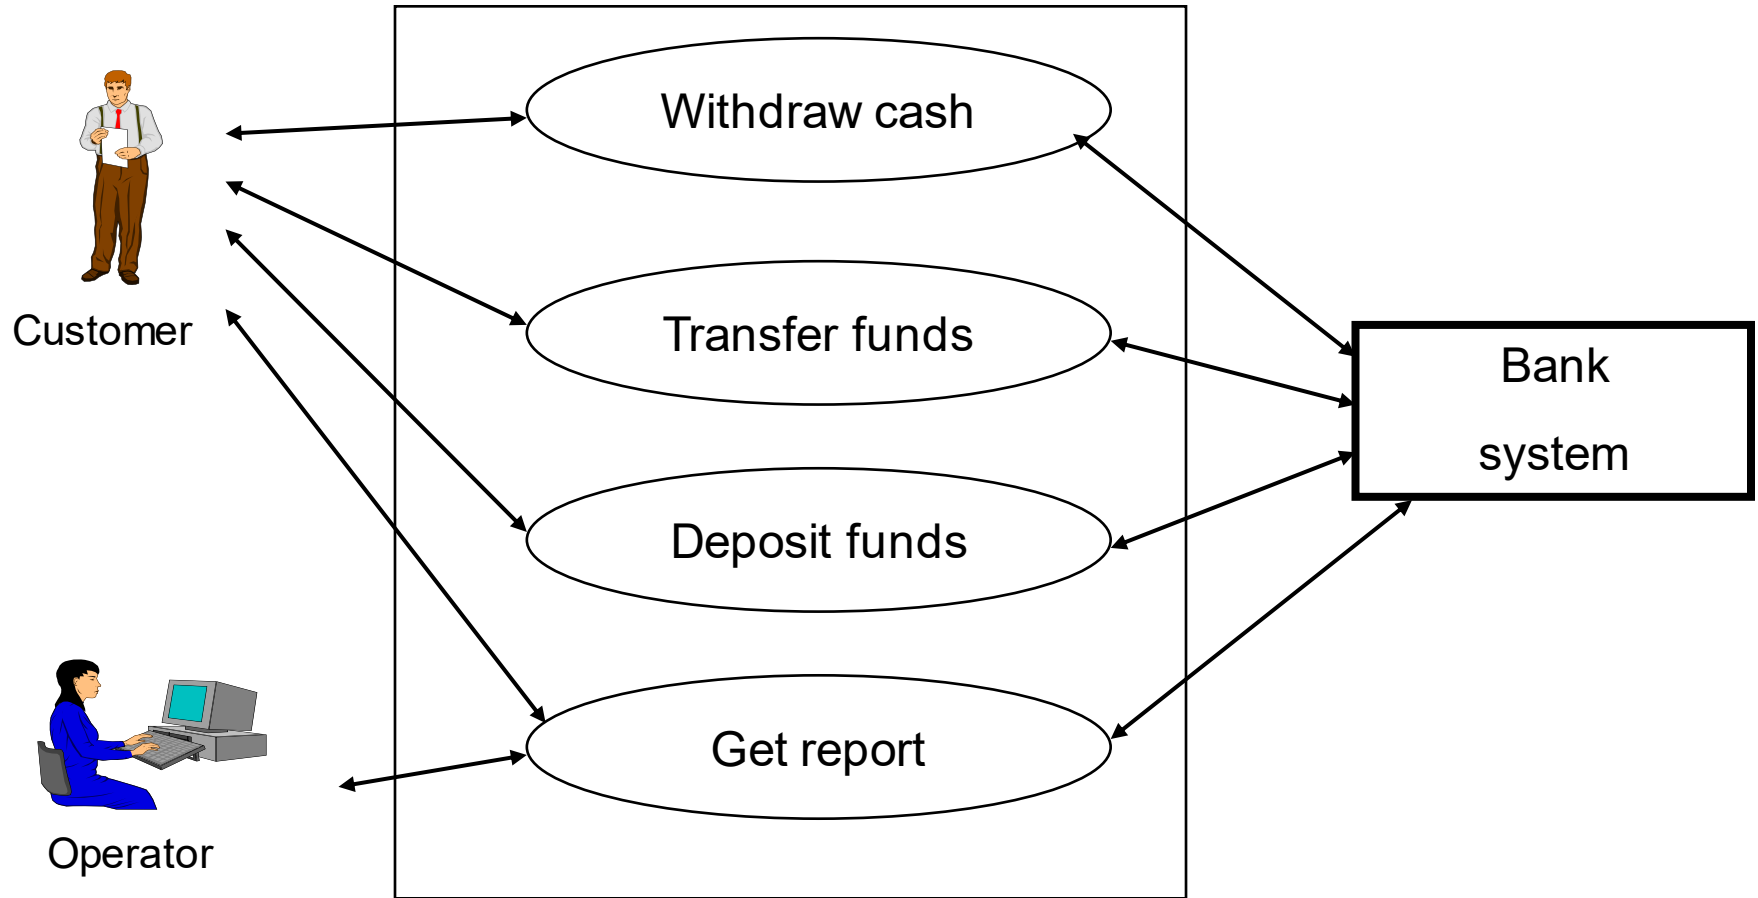 Withdraw cash
Customer
Transfer funds
Bank
system
Deposit funds
Get report
Operator